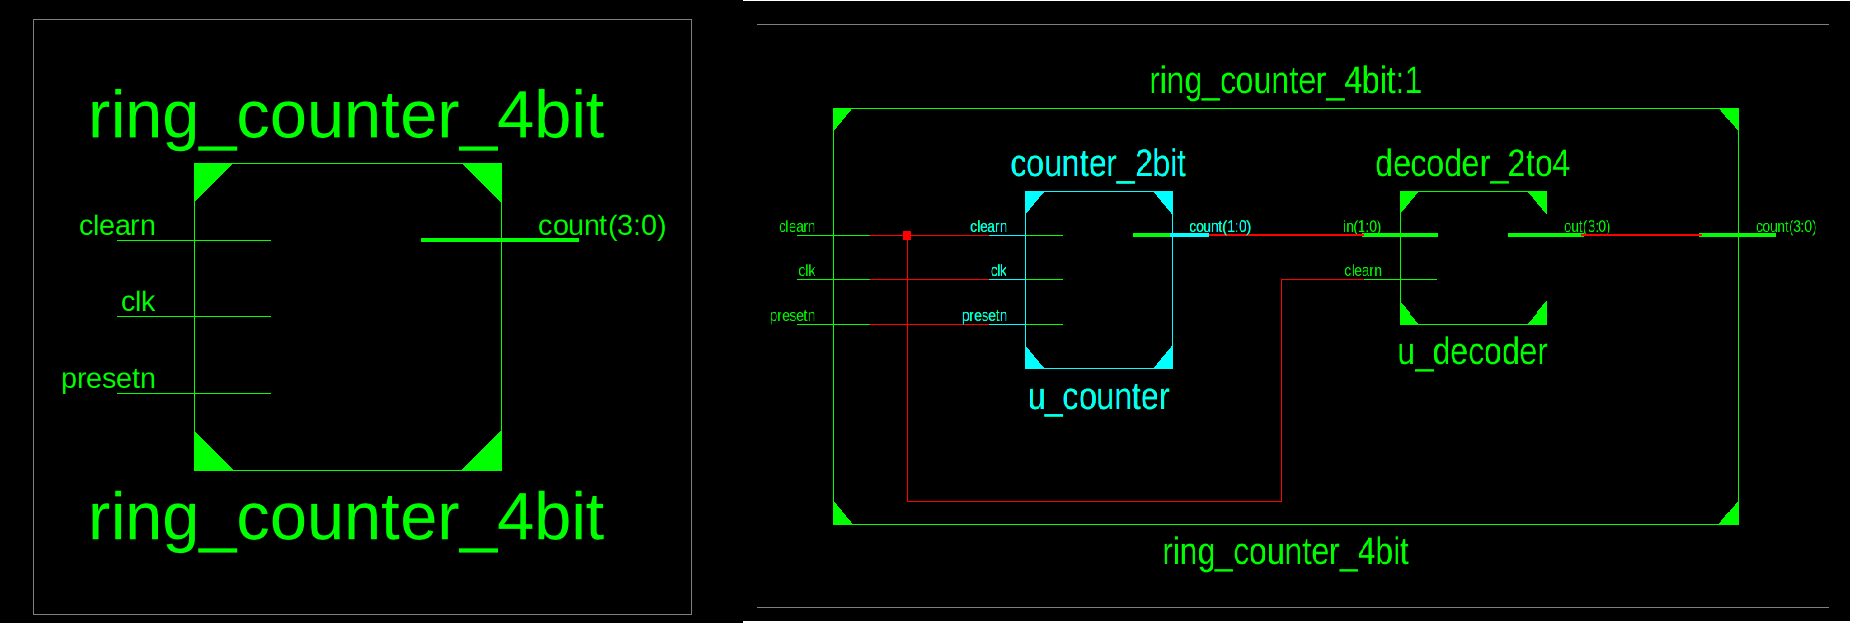 ring_counter_4bit
clearn
count(3:0)
clk
presetn
ring_counter_4bit
ring_counter_4bit:1
counter_2bit
decoder_2to4
clearn
clearn
count(1:0)
in(1:0)
out(3:0)
count(3:0)
clk
clk
clearn
presetn
presetn
u_decoder
u_counter
ring_counter_4bit